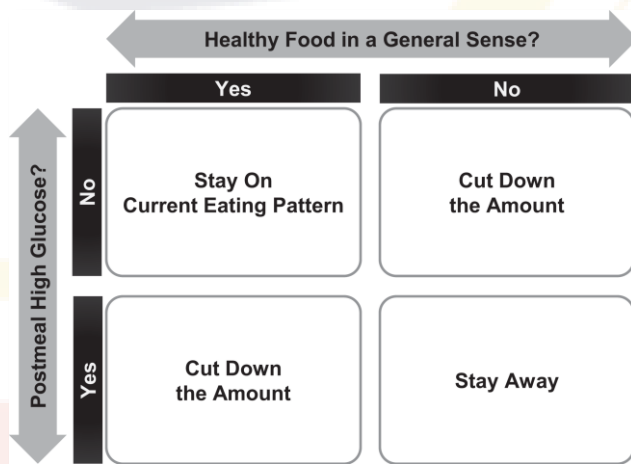 Healthy Food in a General Sense?
Yes
No
Postmeal High Glucose?
No
Stay On
Current Eating Pattern
Cut Down
the Amount
Yes
Cut Down
the Amount
Stay Away